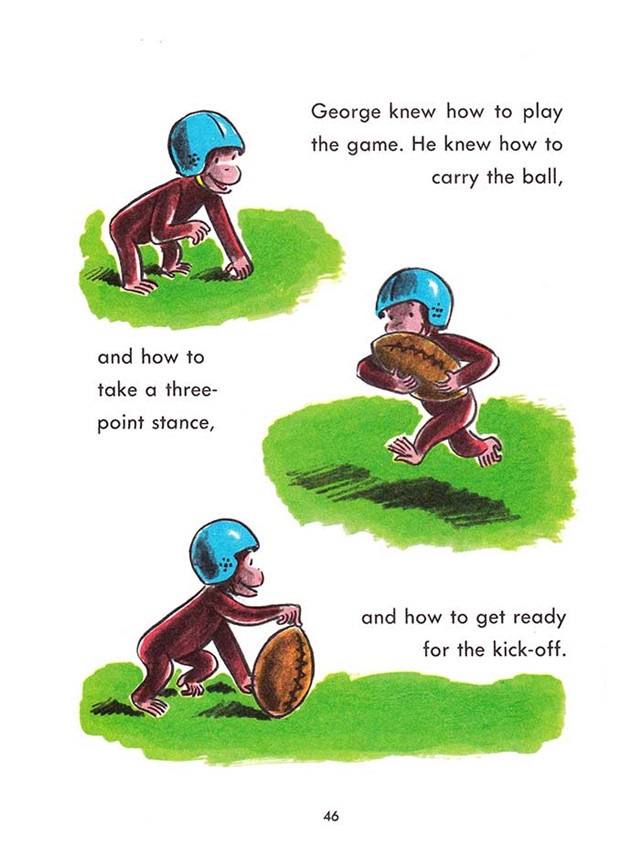 George knew how to play
the game. He knew how to
carry the ball,
and how to
take a three-
point stance,
and how to get ready
for the kick-off.
46